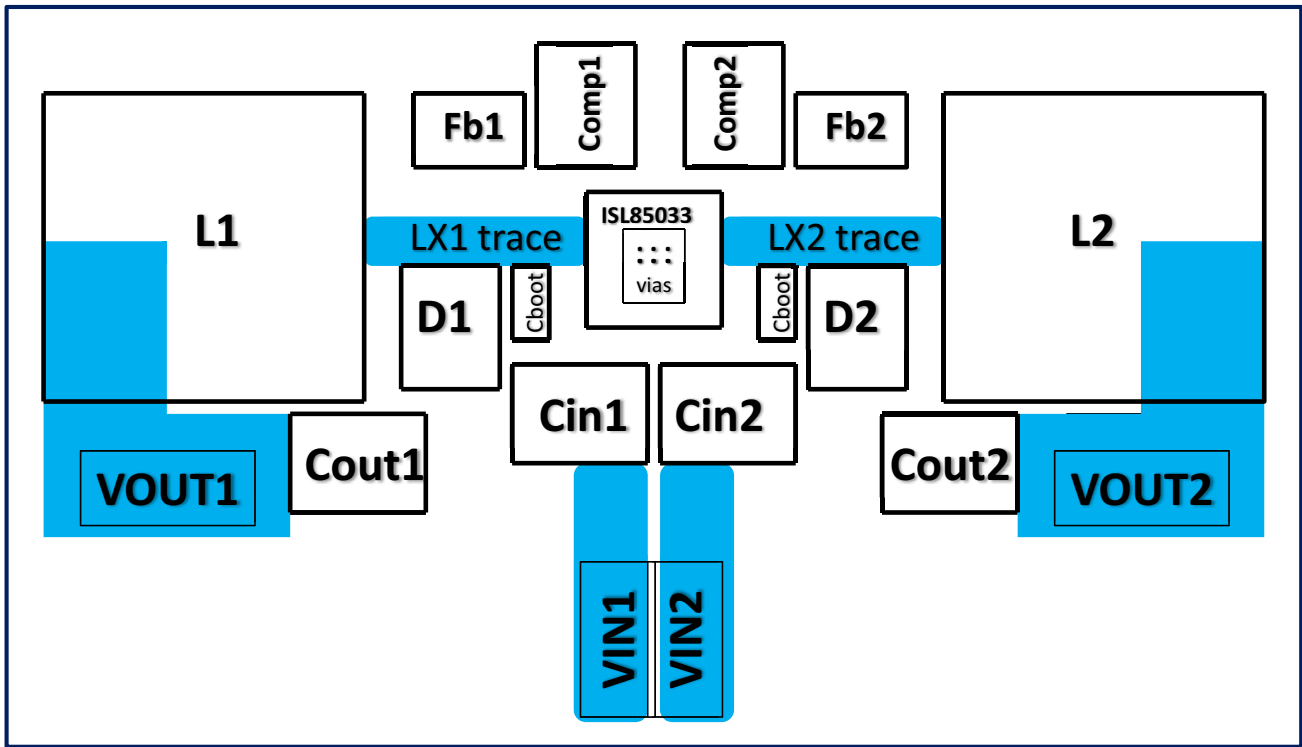 Comp1
Comp2
Fb1
Fb2
L1
LX1 trace
ISL85033
:::
vias
LX2 trace
L2
D1
Cboot
Cboot
D2
Cin1
Cin2
VOUT1
Cout1
Cout2
VOUT2
VIN1
VIN2